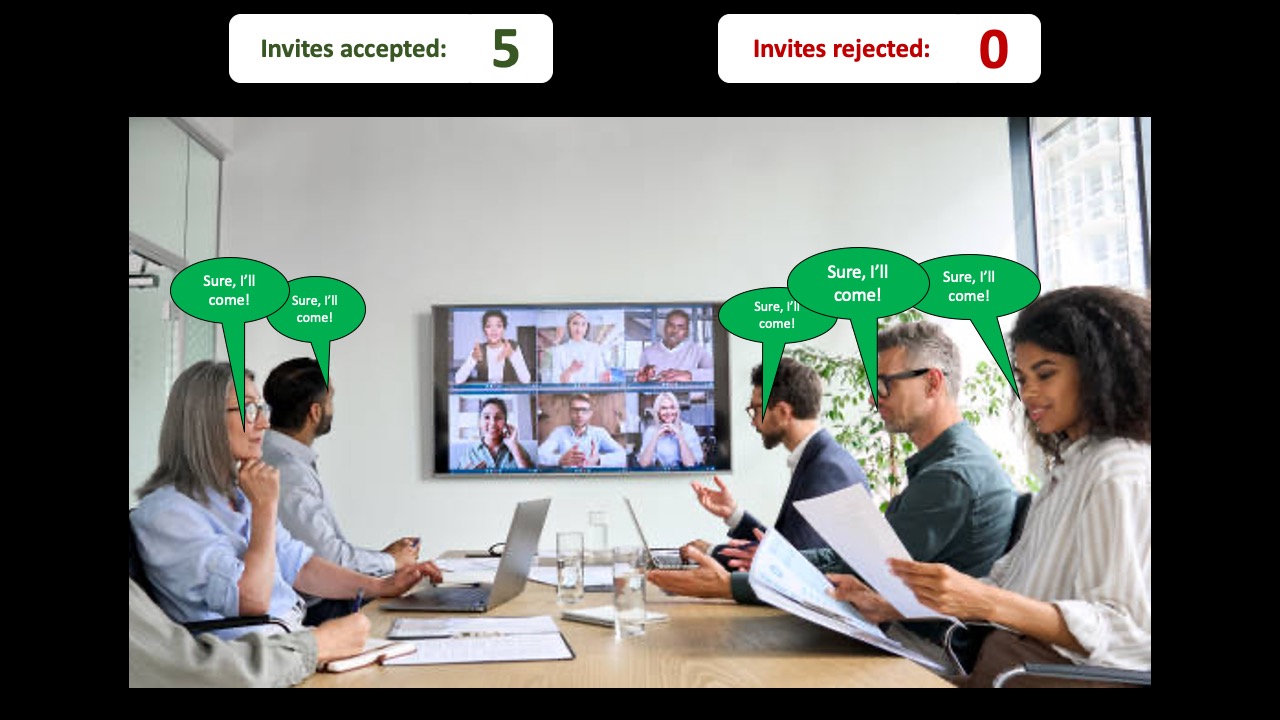 Invites accepted: 5
Invites rejected: 0
Sure, I'll
come!
Sure, I'll
come!
Sure, I'll
come!
Sure, I'll
come!
Sure, I'll
come!